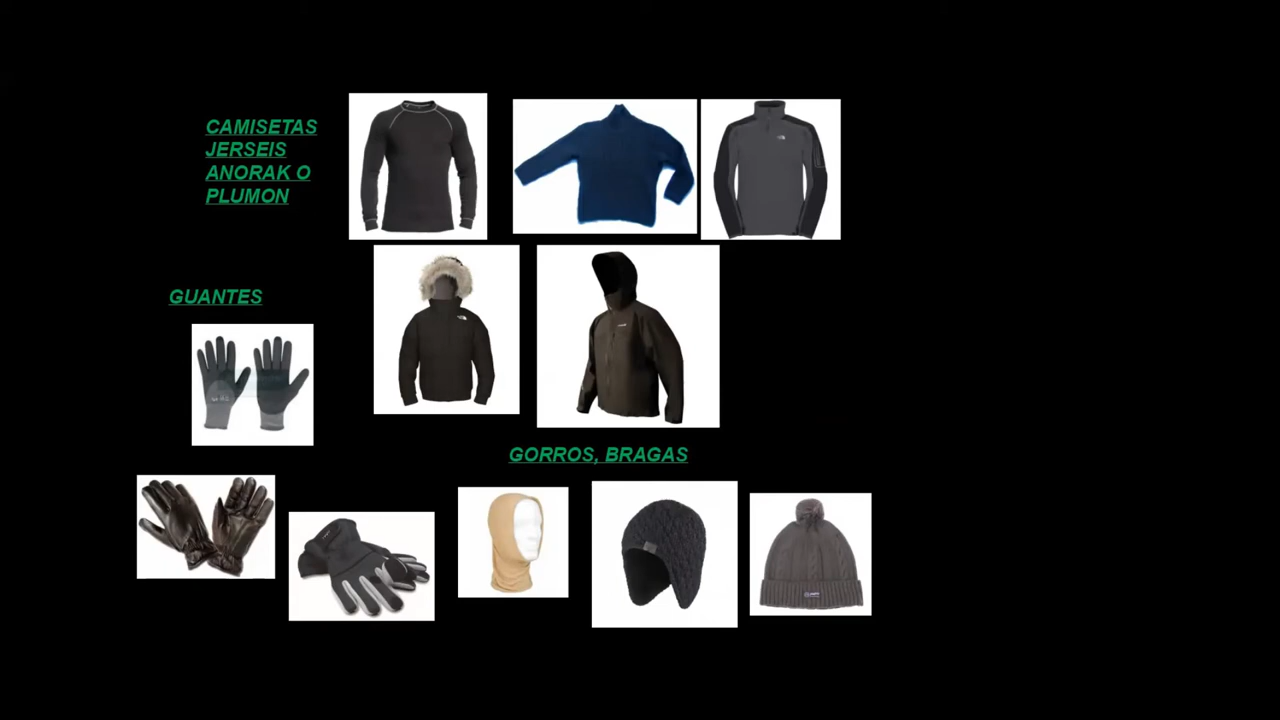 CAMISETAS
JERSEIS
ANORAK O
PLUMON
GUANTES
GORROS, BRAGAS